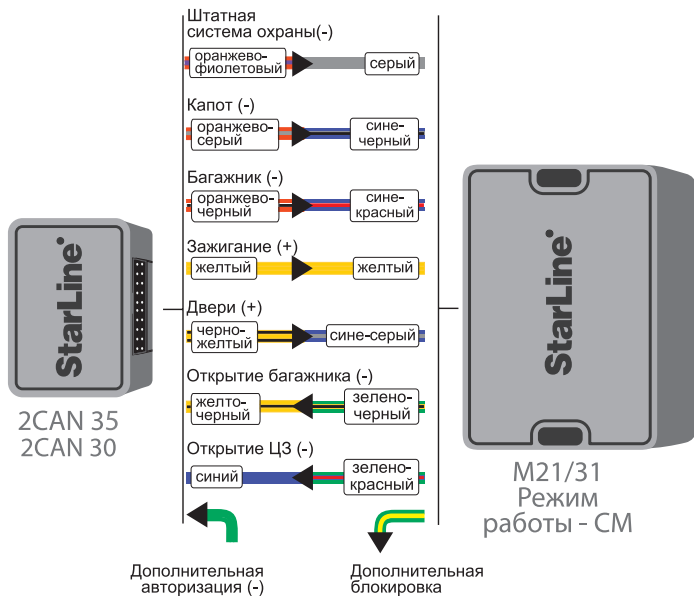 Штатная
система охраны(-)
оранжево-
фиолетовый
серый
Капот (-)
оранжево-
серый
сине-
черный
Багажник (-)
оранжево-
черный
сине-
красный
Зажигание (+)
желтый
желтый
Двери (+)
черно-
желтый
сине-серый
Открытие багажника (-)
желто-
черный
зелено-
черный
Открытие ЦЗ (-)
синий
зелено-
красный
Дополнительная
авторизация (-)
Дополнительная
блокировка
StarLine
2CAN 35
2CAN 30
StarLine
M21/31
Режим
работы - СМ